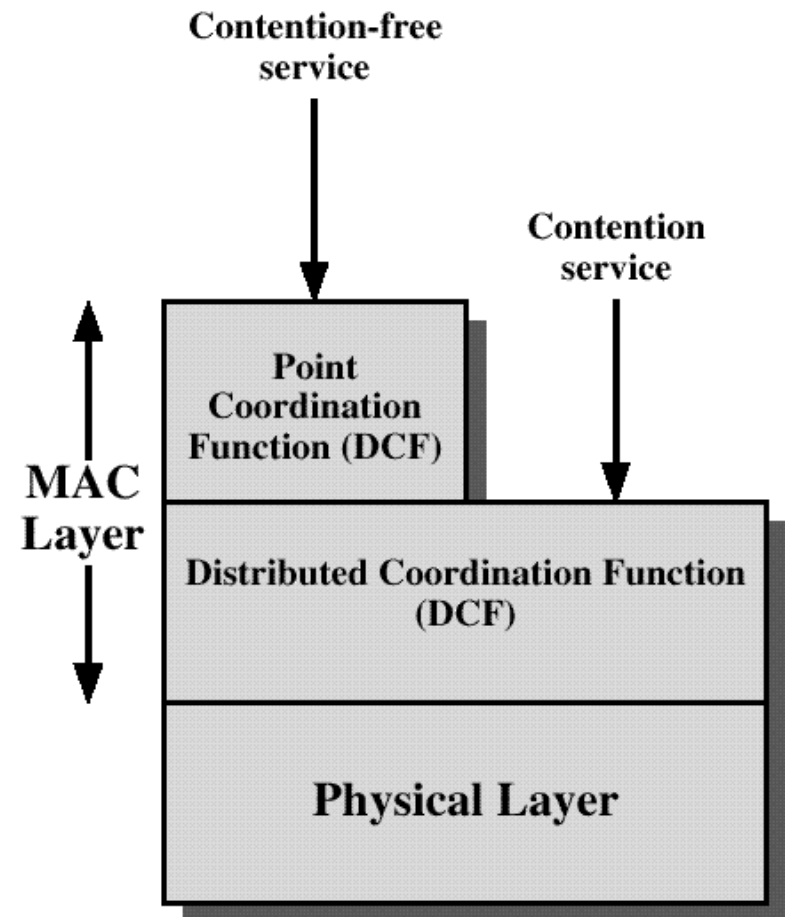 Contention-free
service
Contention
service
Point
Coordination
Function (DCF)
MAC
Layer
Distributed Coordination Function
(DCF)
Physical Layer